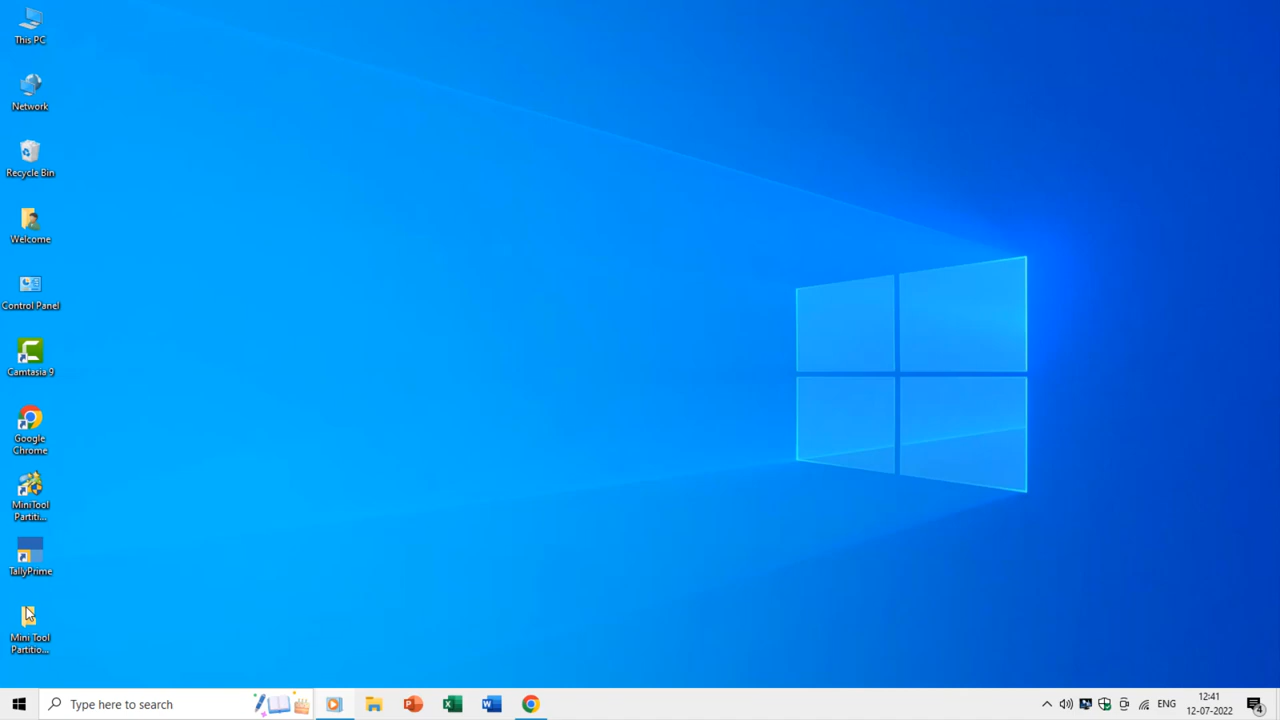 This PC
Network
Recycle Bin
Welcome
Control Panel
Camtasia 9
Google
Chrome
MiniTool
Partiti...
TallyPrime
Mini Tool
Partitio...
Type here to search
ENG
12:41
12-07-2022
4